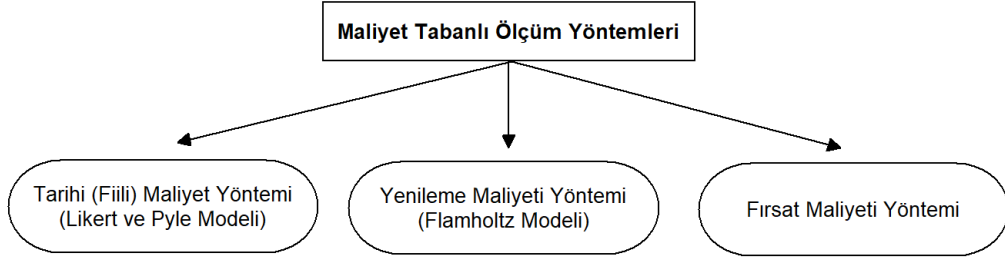 Maliyet Tabanlı Ölçüm Yöntemleri
Tarihi (Fiili) Maliyet Yöntemi
(Likert ve Pyle Modeli)
Yenileme Maliyeti Yöntemi
(Flamholtz Modeli)
Fırsat Maliyeti Yöntemi